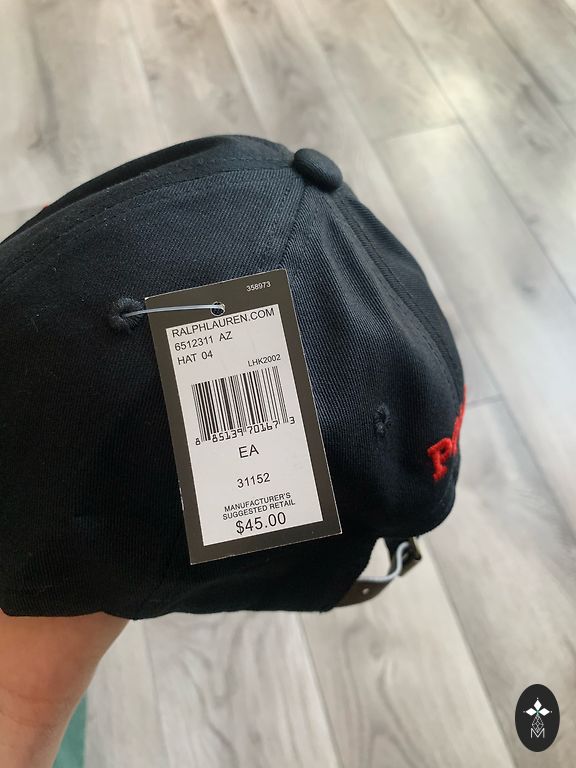 358973
RALPHLAUREN.COM
6512311 AZ
HAT 04
LHK2002
8 85139 70167 3
EA
31152
MANUFACTURER'S
SUGGESTED RETAIL
$45.00
P
M